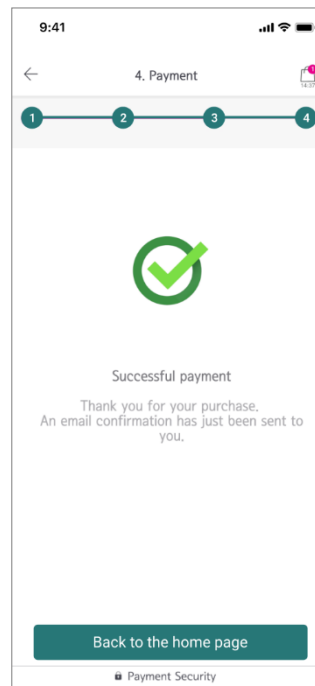 9:41
4. Payment
1
14:37
1
2
3
4
Successful payment
Thank you for your purchase.
An email confirmation has just been sent to
you.
Back to the home page
Payment Security